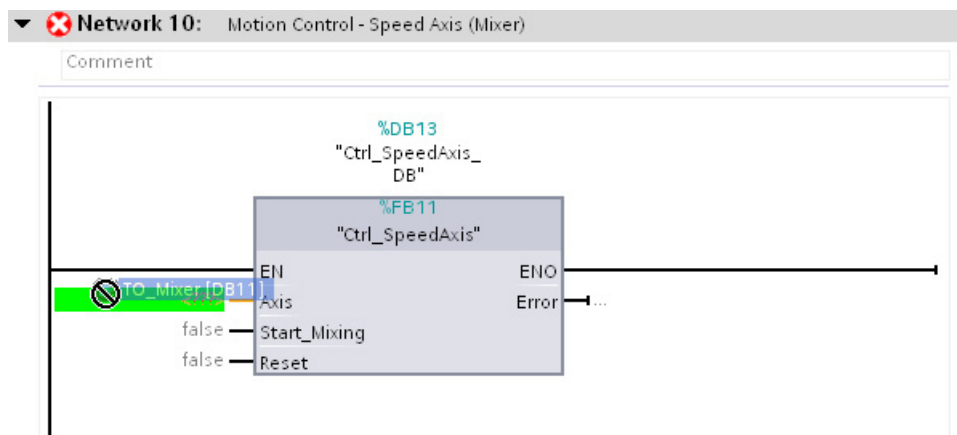 Network 10: Motion Control - Speed Axis (Mixer)
Comment
%DB13
"Ctrl_SpeedAxis_
DB"
%FB11
"Ctrl_SpeedAxis"
EN ENO
TO_Mixer [DB11]
<???> Axis Error ...
false Start_Mixing
false Reset